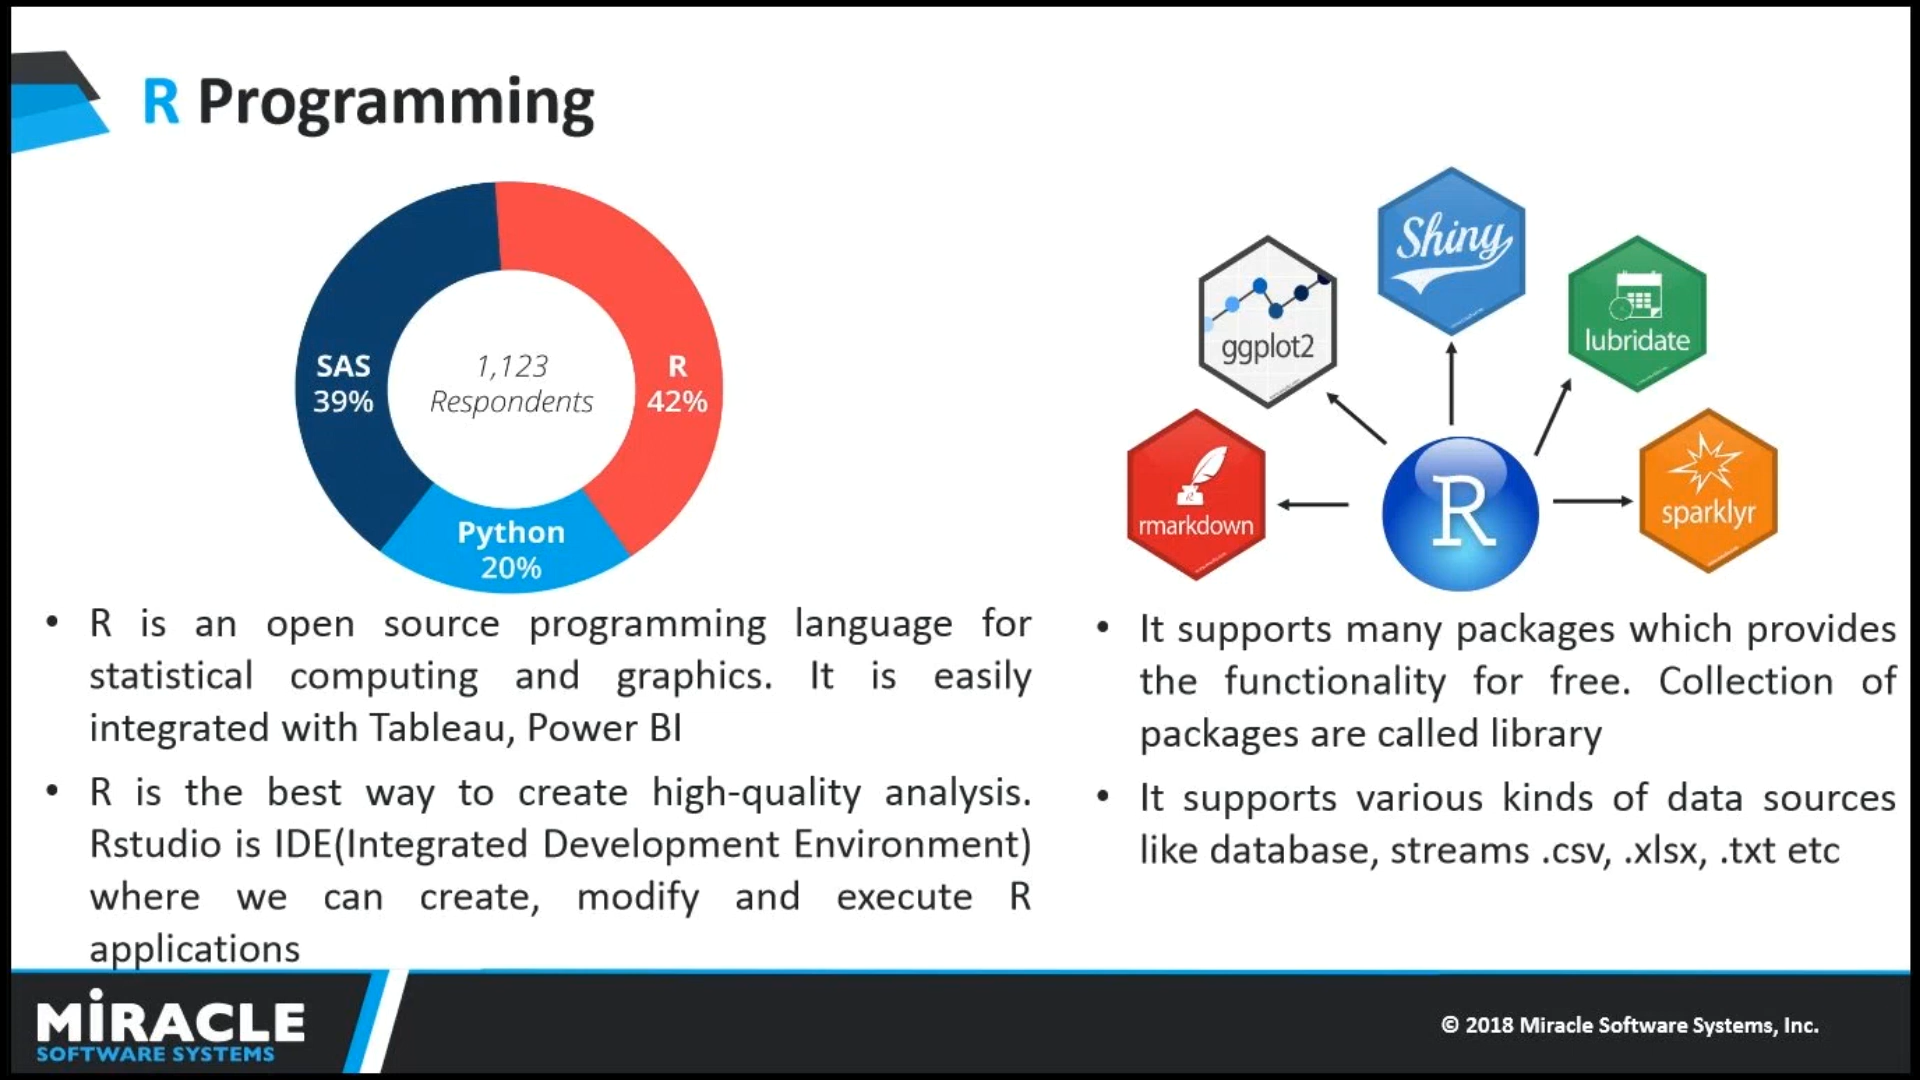 R Programming
SAS
39%
1,123
Respondents
R
42%
Python
20%
Shiny
ggplot2
lubridate
rmarkdown
R
sparklyr
• R is an open source programming language for
statistical computing and graphics. It is easily
integrated with Tableau, Power BI
• R is the best way to create high-quality analysis.
Rstudio is IDE(Integrated Development Environment)
where we can create, modify and execute R
applications
• It supports many packages which provides
the functionality for free. Collection of
packages are called library
• It supports various kinds of data sources
like database, streams .csv, .xlsx, .txt etc
MiRACLE
SOFTWARE SYSTEMS
© 2018 Miracle Software Systems, Inc.